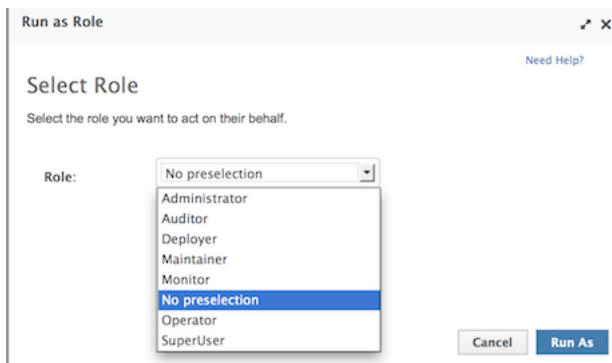 Run as Role
Need Help?
Select Role
Select the role you want to act on their behalf.
Role: No preselection
Administrator
Auditor
Deployer
Maintainer
Monitor
No preselection
Operator
SuperUser
Cancel Run As